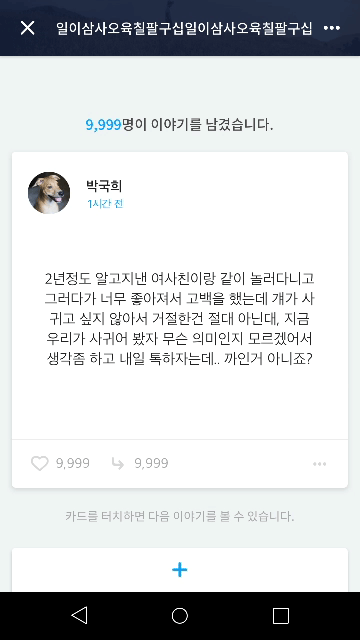 일이삼사오육칠팔구십일이삼사오육칠팔구십
9,999명이 이야기를 남겼습니다.
박국희
1시간 전
2년정도 알고지낸 여사친이랑 같이 놀러다니고
그러다가 너무 좋아져서 고백을 했는데 걔가 사
귀고 싶지 않아서 거절한건 절대 아닌대, 지금
우리가 사귀어 봤자 무슨 의미인지 모르겠어서
생각좀 하고 내일 톡하자는데.. 까인거 아니죠?
9,999 9,999
카드를 터치하면 다음 이야기를 볼 수 있습니다.